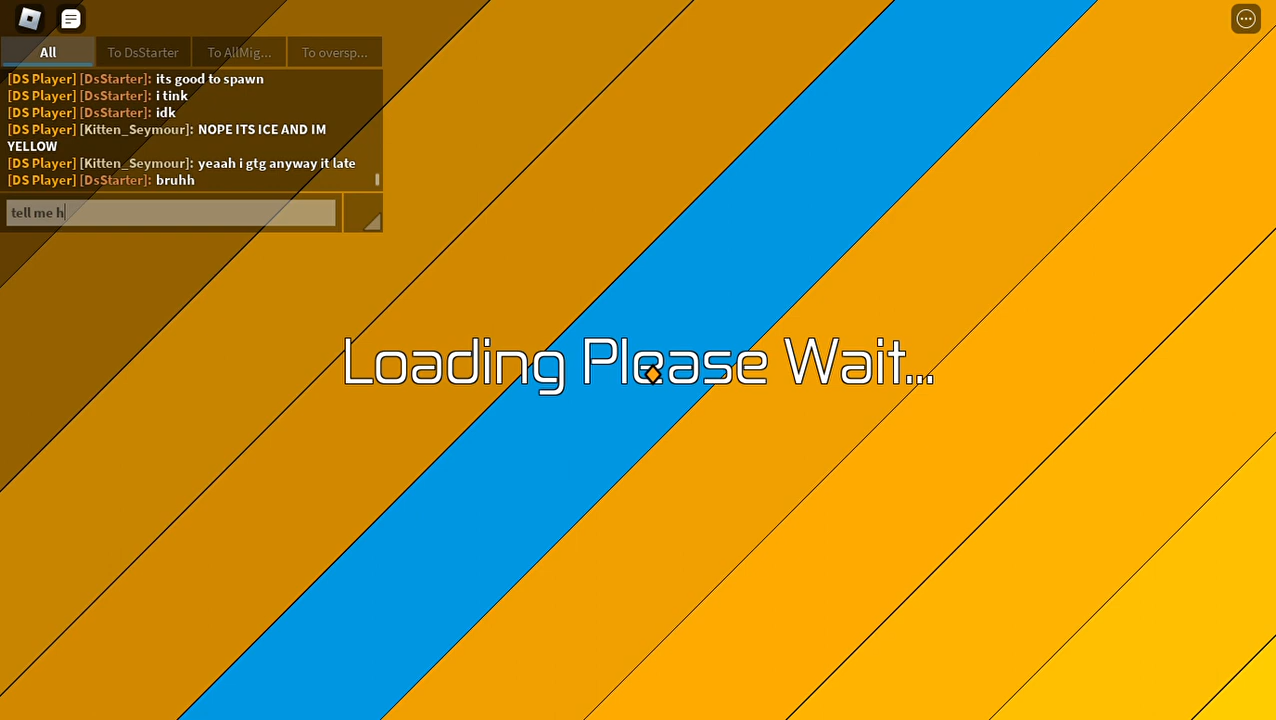 All
To DsStarter
To AllMig...
To oversp...
[DS Player] [DsStarter]: its good to spawn
[DS Player] [DsStarter]: i tink
[DS Player] [DsStarter]: idk
[DS Player] [Kitten_Seymour]: NOPE ITS ICE AND IM
YELLOW
[DS Player] [Kitten_Seymour]: yeaah i gtg anyway it late
[DS Player] [DsStarter]: bruhh
tell me h
Loading Please Wait...